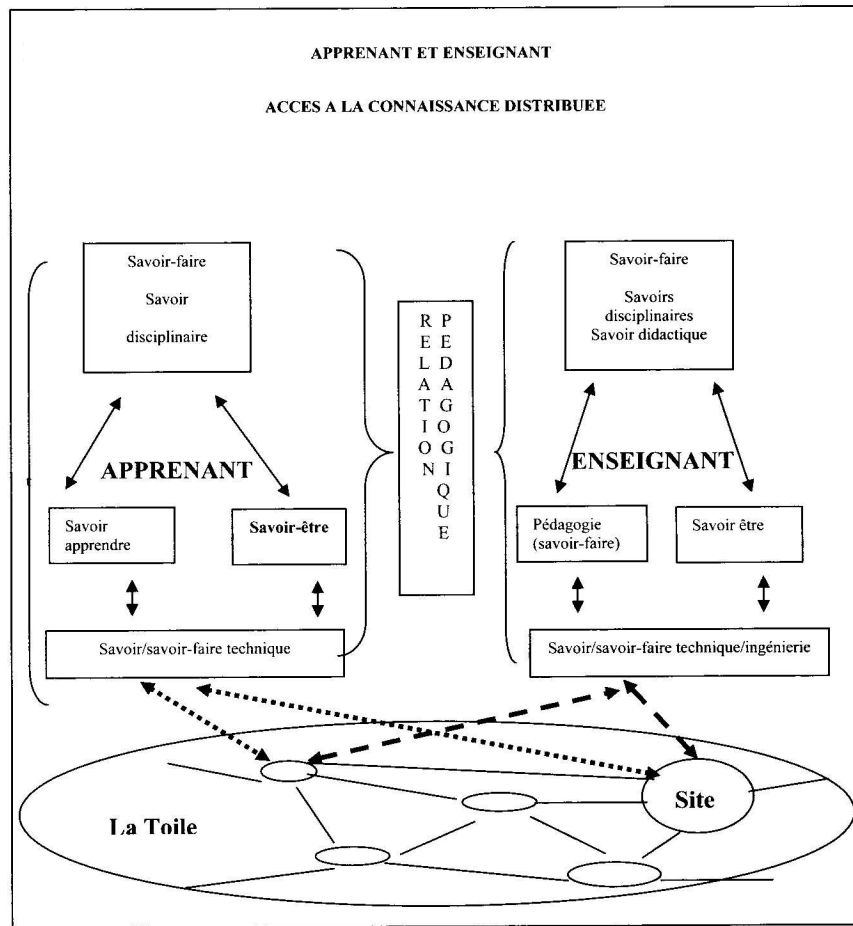 APPRENANT ET ENSEIGNANT
ACCES A LA CONNAISSANCE DISTRIBUEE
Savoir-faire
Savoir
disciplinaire
APPRENANT
Savoir
apprendre
Savoir-être
Savoir/savoir-faire technique
RELATION
PEDAGOGIQUE
Savoir-faire
Savoirs
disciplinaires
Savoir didactique
ENSEIGNANT
Pédagogie
(savoir-faire)
Savoir être
Savoir/savoir-faire technique/ingénierie
La Toile
Site